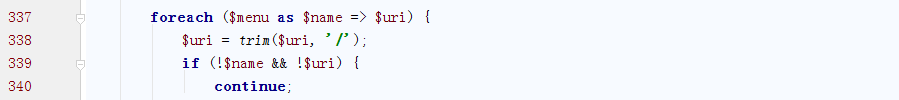 337 foreach ($menu as $name => $uri) {
338 $uri = trim($uri, '/');
339 if (!$name && !$uri) {
340 continue;